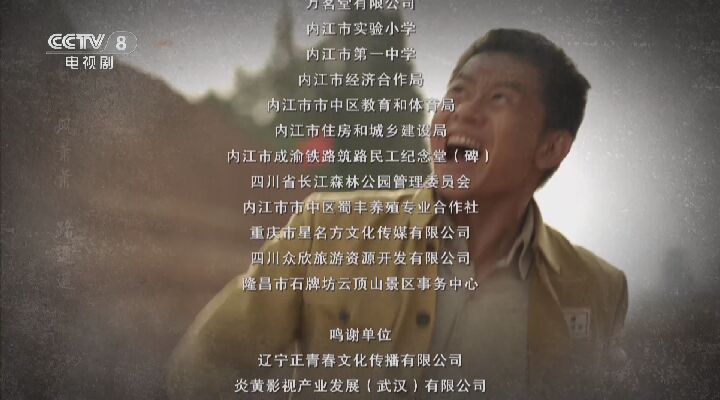 CCTV 8
电视剧
万茗堂有限公司
内江市实验小学
内江市第一中学
内江市经济合作局
内江市市中区教育和体育局
内江市住房和城乡建设局
内江市成渝铁路筑路民工纪念堂（碑）
四川省长江森林公园管理委员会
内江市市中区蜀丰养殖专业合作社
重庆市星名方文化传媒有限公司
四川众欣旅游资源开发有限公司
隆昌市石牌坊云顶山景区事务中心
鸣谢单位
辽宁正青春文化传播有限公司
炎黄影视产业发展（武汉）有限公司